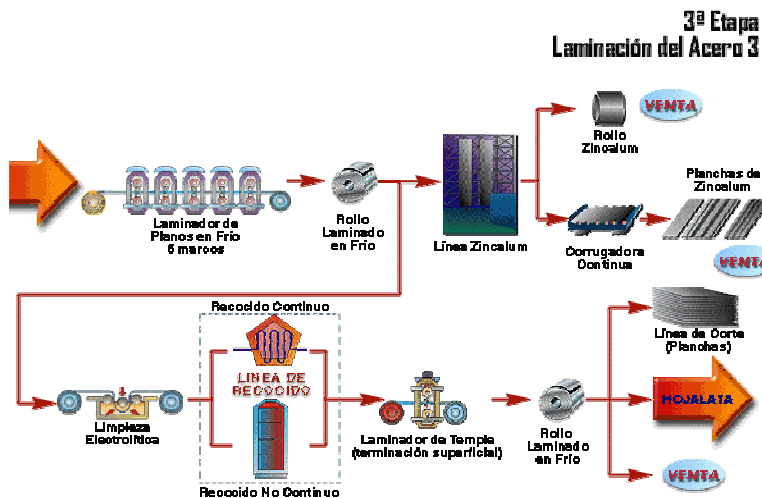 3ª Etapa
Laminación del Acero 3
VENTA
Rollo
Zincalum
Planchas de
Zincalum
Laminador de
Planos en Frío
5 marcos
Rollo
Laminado
en Frío
Línea Zincalum
Corrugadora
Continua
VENTA
Recocido Continuo
LINEA DE
RECOCIDO
Línea de Corte
(Planchas)
HOJALATA
Limpieza
Electrolítica
Laminador de Temple
(terminación superficial)
Rollo
Laminado
en Frío
VENTA
Recocido No Continuo